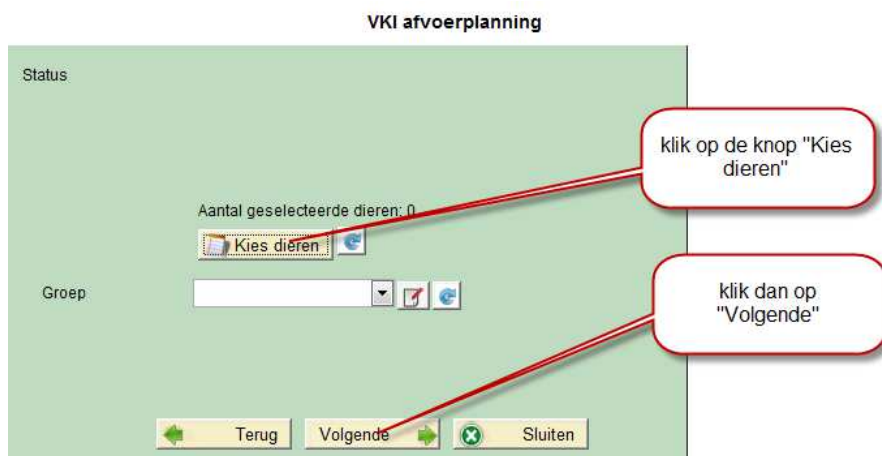 VKI afvoerplanning
Status
klik op de knop "Kies
dieren"
Aantal geselecteerde dieren: 0
Kies dieren
Groep
klik dan op
"Volgende"
Terug
Volgende
Sluiten